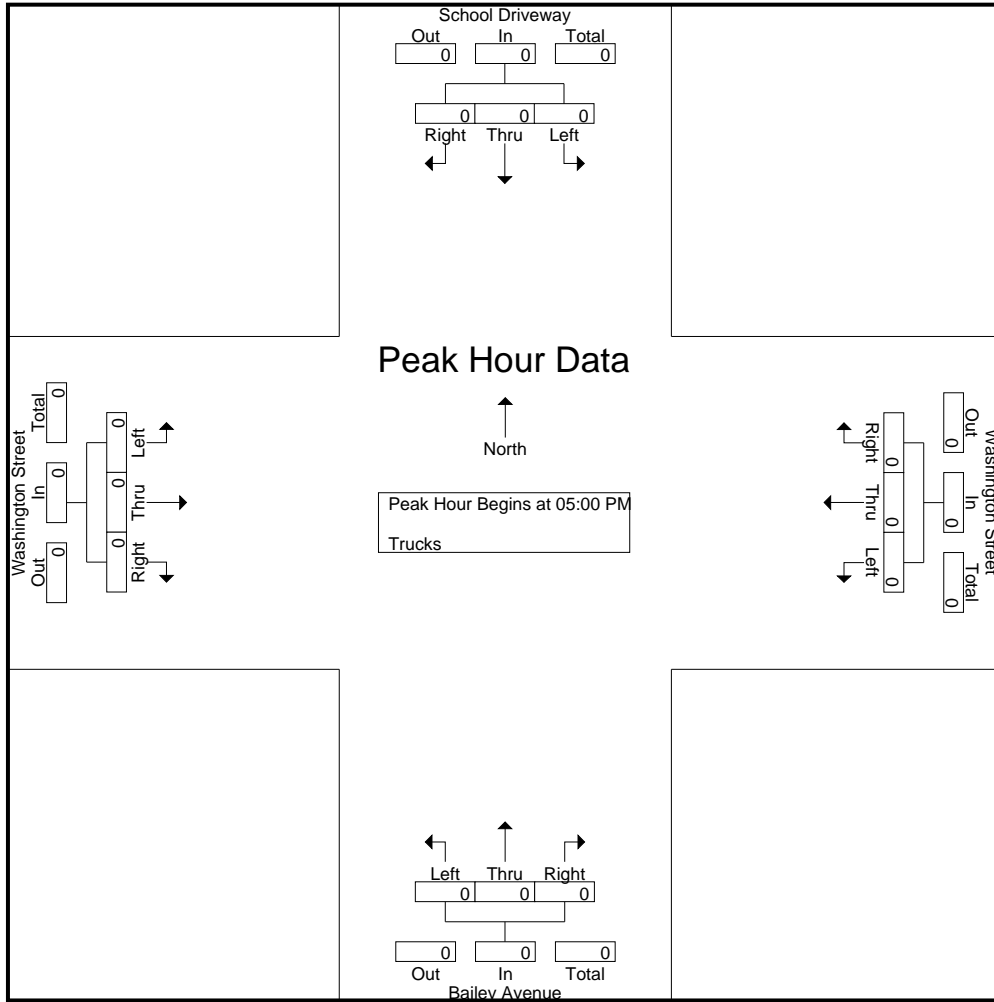 School Driveway
Out In Total
0 0 0
0 0 0
Right Thru Left
Peak Hour Data
North
Peak Hour Begins at 05:00 PM
Trucks
Washington Street
Total In Out
0 0 0
0 0 0
Left Thru Right
Washington Street
Out In Total
0 0 0
0 0 0
Right Thru Left
Left Thru Right
0 0 0
0 0 0
Out In Total
Bailey Avenue